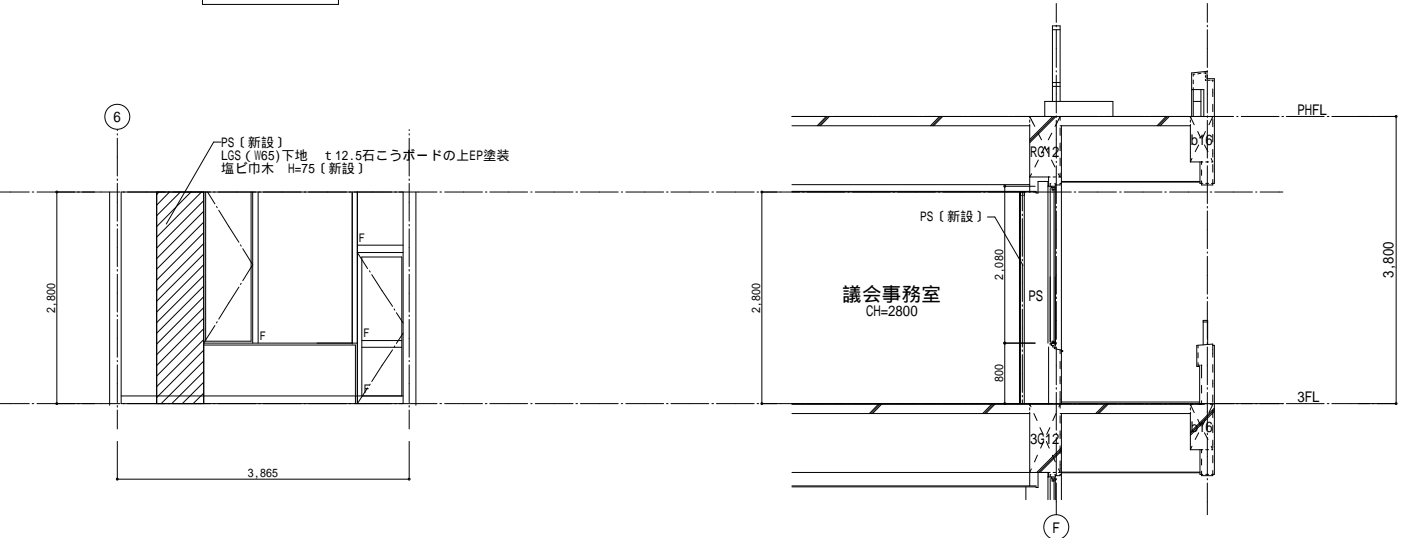 6
PS〔新設〕
LGS(W65)下地　t12.5石こうボードの上EP塗装
塩ビ巾木　H=75〔新設〕
F
F
F
F
2,800
3,865
PHFL
RG12
b16
PS〔新設〕
2,080
2,800
議会事務室
CH=2800
PS
3,800
800
3FL
3G12
b16
F